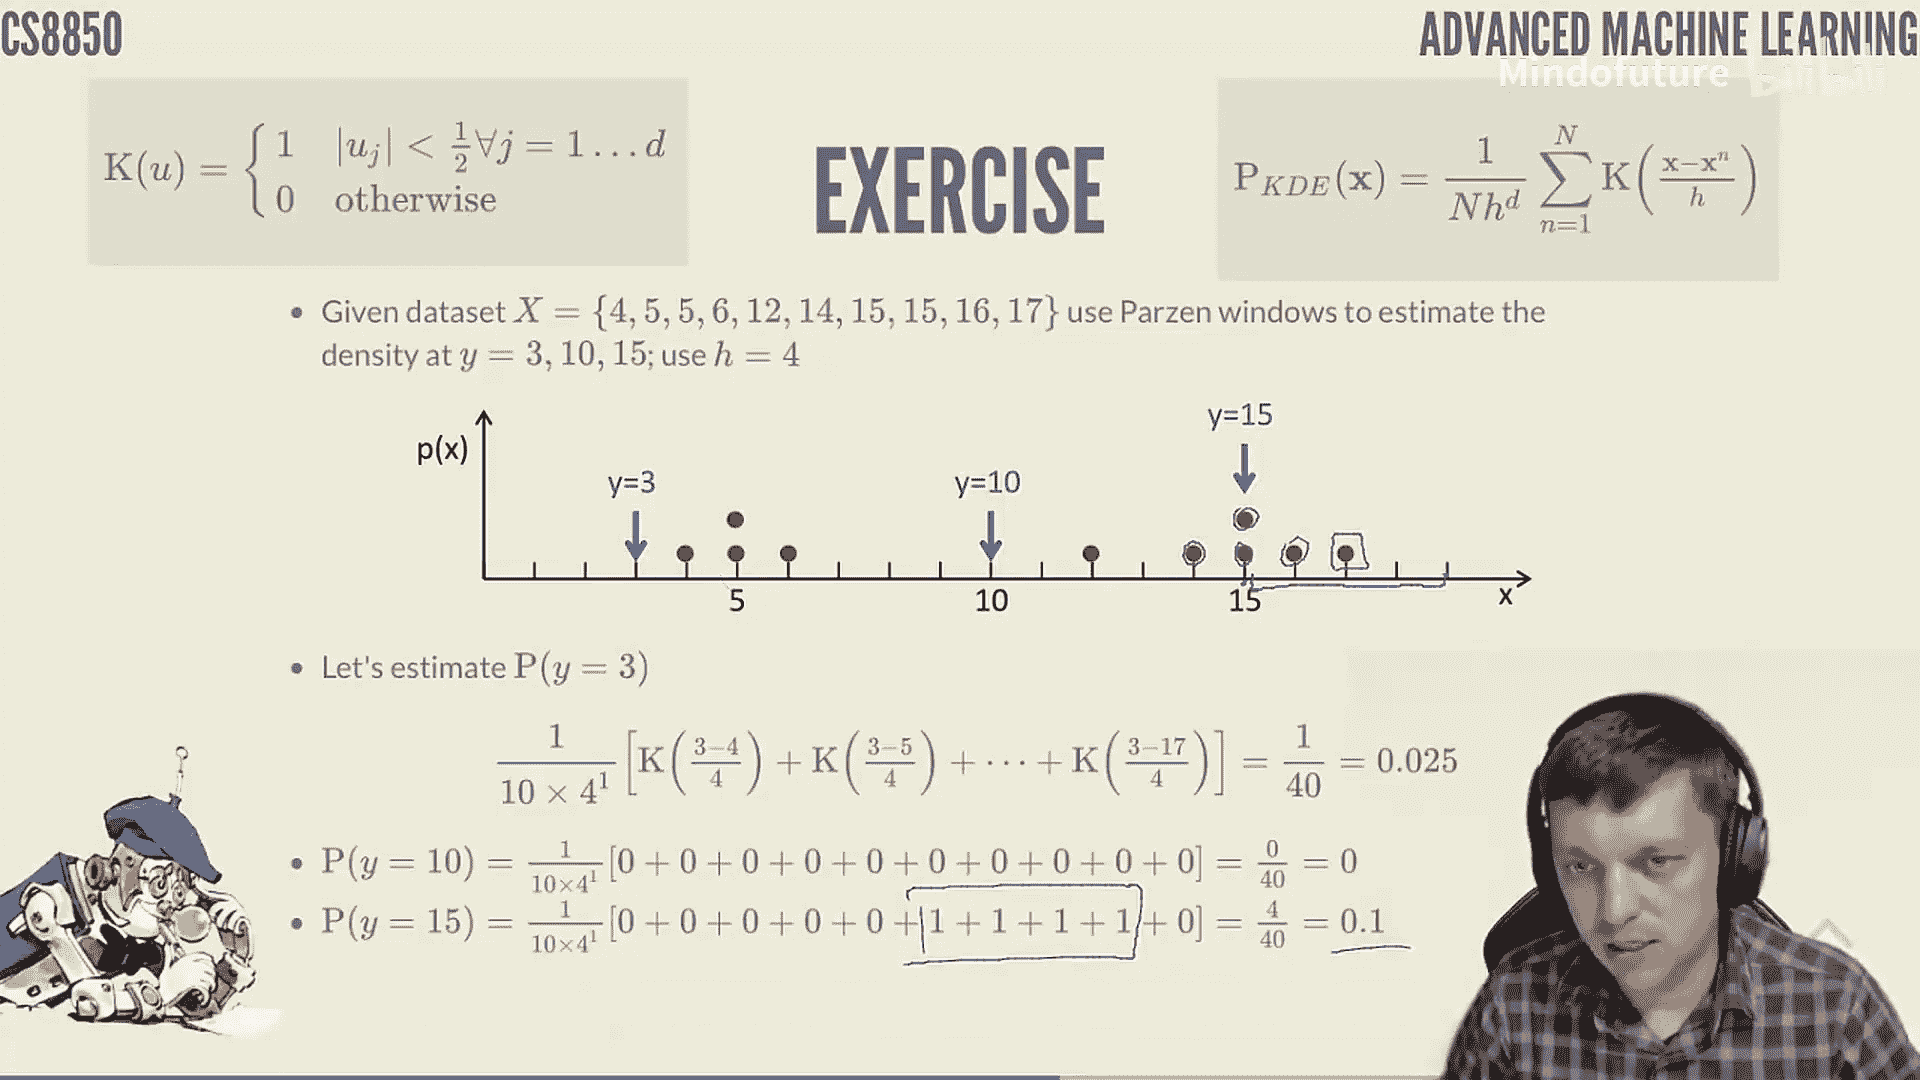 CS8850
ADVANCED MACHINE LEARNING
Mindofuture bilibili
K(u) = { 1 |u_j| < 1/2 ∀j = 1…d
0 otherwise
EXERCISE
P_{KDE}(x) = 1/(Nh^d) ∑_{n=1}^{N} K((x−x^n)/h)
• Given dataset X = {4, 5, 5, 6, 12, 14, 15, 15, 16, 17} use Parzen windows to estimate the
density at y = 3, 10, 15; use h = 4
p(x)
y=3
y=10
y=15
5
10
15
x
• Let's estimate P(y = 3)
1/(10 × 4^1) [K((3−4)/4) + K((3−5)/4) + ⋯ + K((3−17)/4)] = 1/40 = 0.025
• P(y = 10) = 1/(10×4^1) [0 + 0 + 0 + 0 + 0 + 0 + 0 + 0 + 0 + 0] = 0/40 = 0
• P(y = 15) = 1/(10×4^1) [0 + 0 + 0 + 0 + 0 + 1 + 1 + 1 + 1 + 0] = 4/40 = 0.1